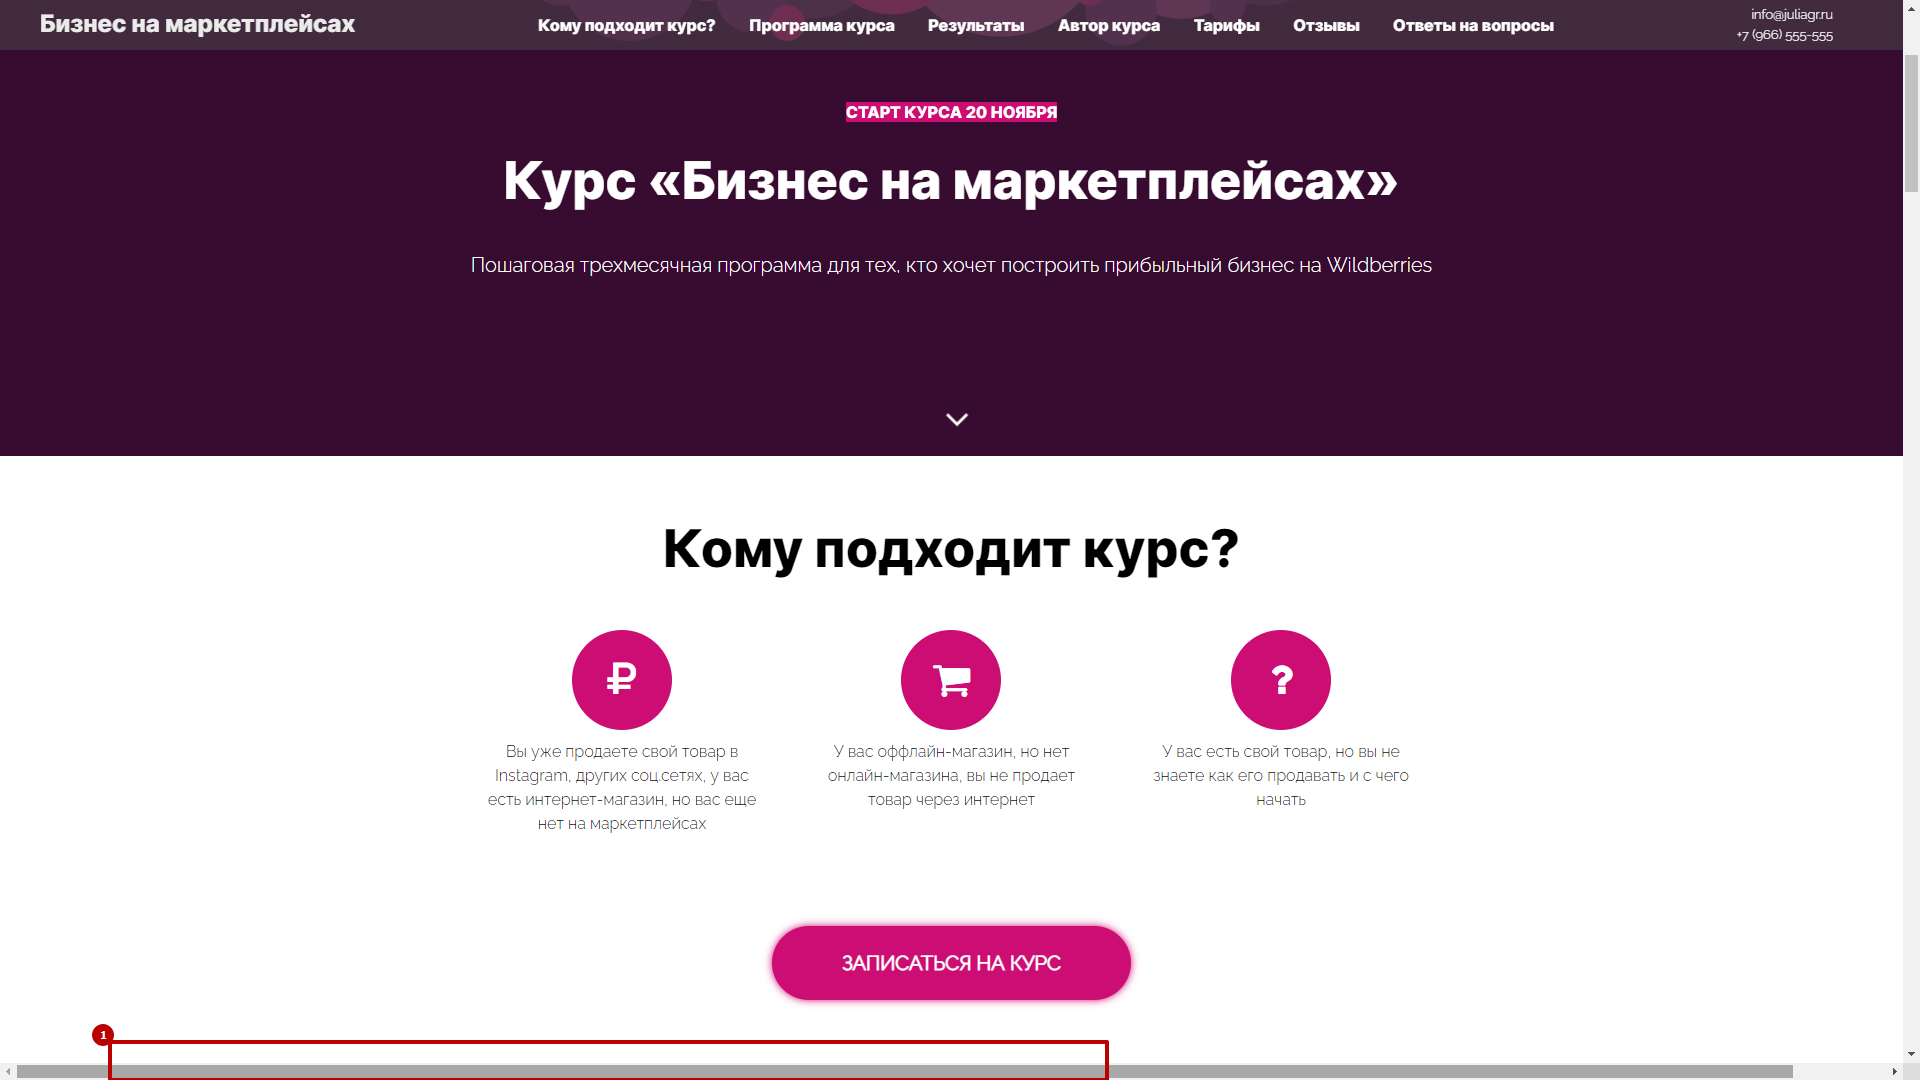 Бизнес на маркетплейсах
Кому подходит курс? Программа курса Результаты Автор курса Тарифы Отзывы Ответы на вопросы
info@juliagr.ru
+7 (966) 555-555
СТАРТ КУРСА 20 НОЯБРЯ
Курс «Бизнес на маркетплейсах»
Пошаговая трехмесячная программа для тех, кто хочет построить прибыльный бизнес на Wildberries
Кому подходит курс?
Вы уже продаете свой товар в
Instagram, других соц.сетях, у вас
есть интернет-магазин, но вас еще
нет на маркетплейсах
У вас оффлайн-магазин, но нет
онлайн-магазина, вы не продает
товар через интернет
?
У вас есть свой товар, но вы не
знаете как его продавать и с чего
начать
ЗАПИСАТЬСЯ НА КУРС
1